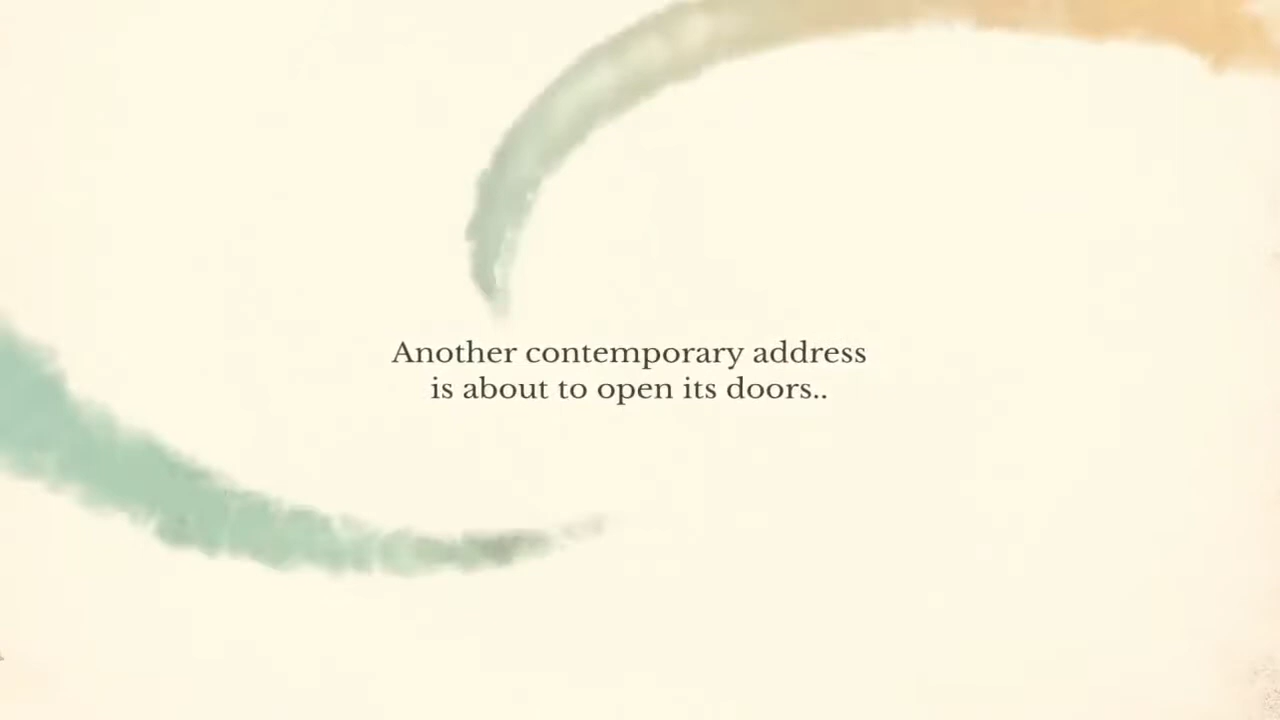 Another contemporary address
is about to open its doors..